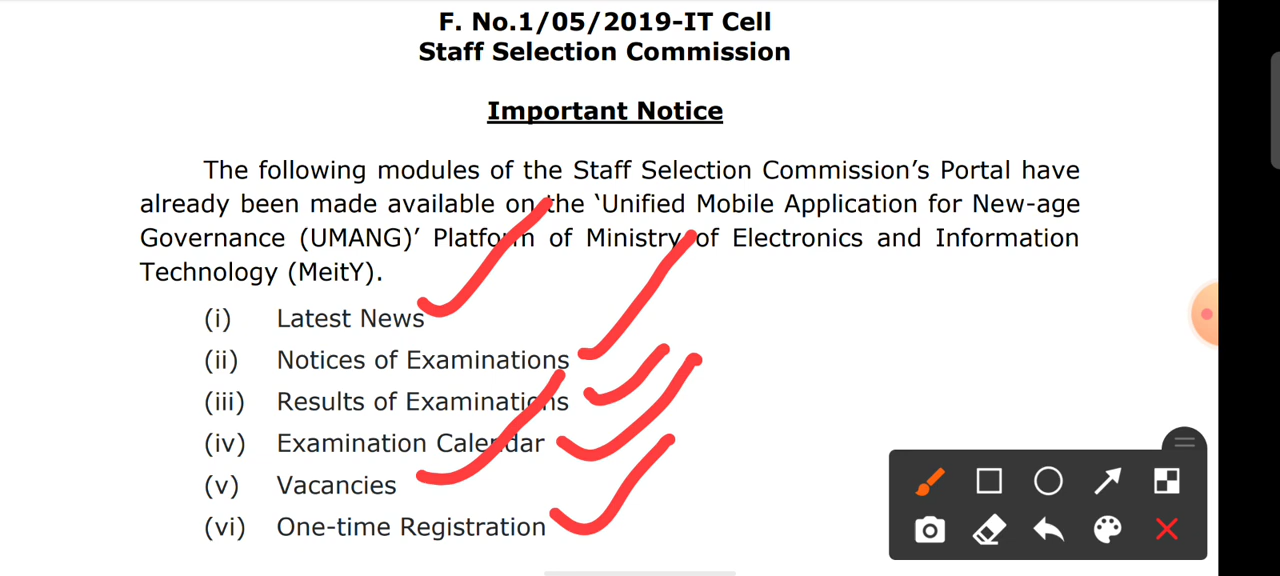 F. No.1/05/2019-IT Cell
Staff Selection Commission
Important Notice
The following modules of the Staff Selection Commission’s Portal have
already been made available on the ‘Unified Mobile Application for New-age
Governance (UMANG)’ Platform of Ministry of Electronics and Information
Technology (MeitY).
(i) Latest News
(ii) Notices of Examinations
(iii) Results of Examinations
(iv) Examination Calendar
(v) Vacancies
(vi) One-time Registration